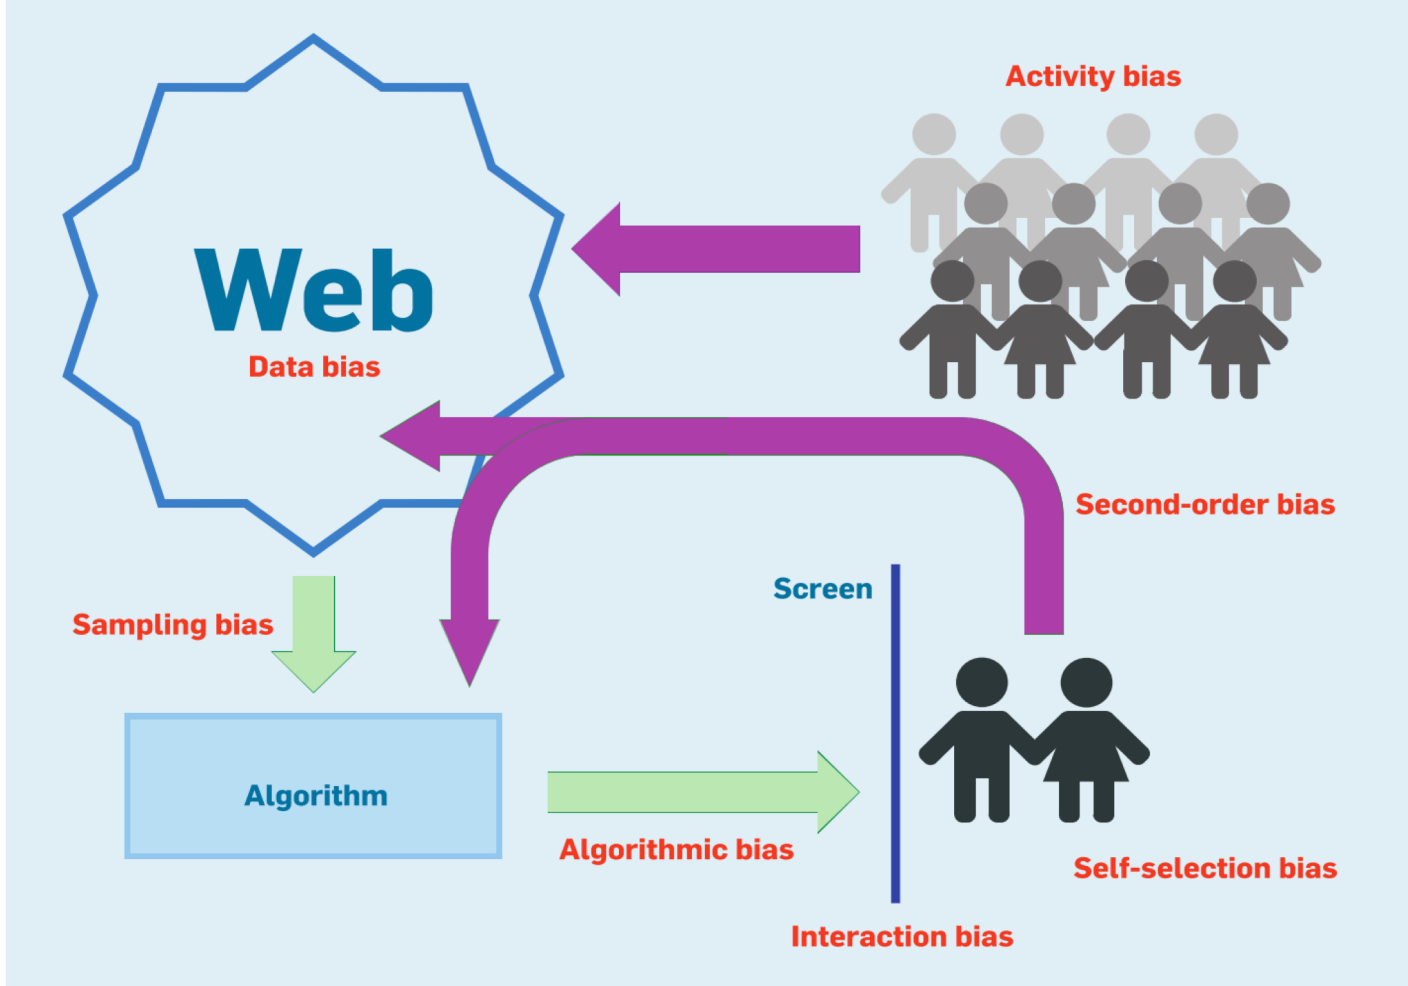 Activity bias
Web
Data bias
Second-order bias
Screen
Sampling bias
Algorithm
Algorithmic bias
Self-selection bias
Interaction bias